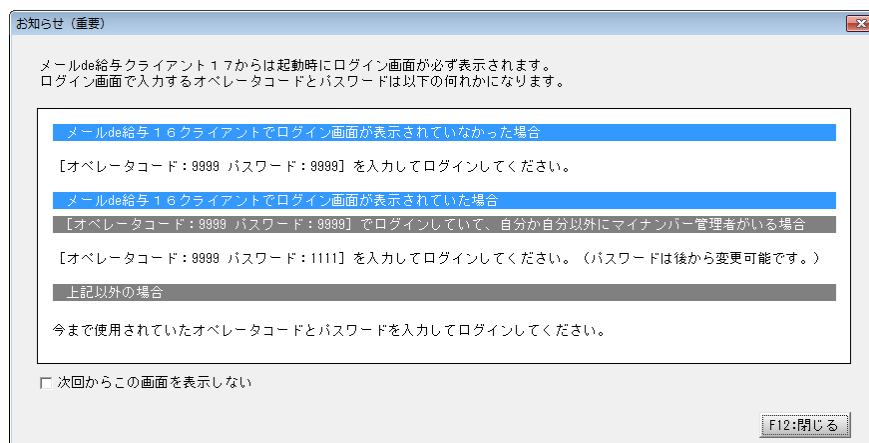 お知らせ（重要）
メールde給与クライアント１７からは起動時にログイン画面が必ず表示されます。
ログイン画面で入力するオペレータコードとパスワードは以下の何れかになります。
メールde給与１６クライアントでログイン画面が表示されていなかった場合
［オペレータコード：9999 パスワード：9999］を入力してログインしてください。
メールde給与１６クライアントでログイン画面が表示されていた場合
［オペレータコード：9999 パスワード：9999］でログインしていて、自分か自分以外にマイナンバー管理者がいる場合
［オペレータコード：9999 パスワード：1111］を入力してログインしてください。（パスワードは後から変更可能です。）
上記以外の場合
今まで使用されていたオペレータコードとパスワードを入力してログインしてください。
次回からこの画面を表示しない
F12:閉じる